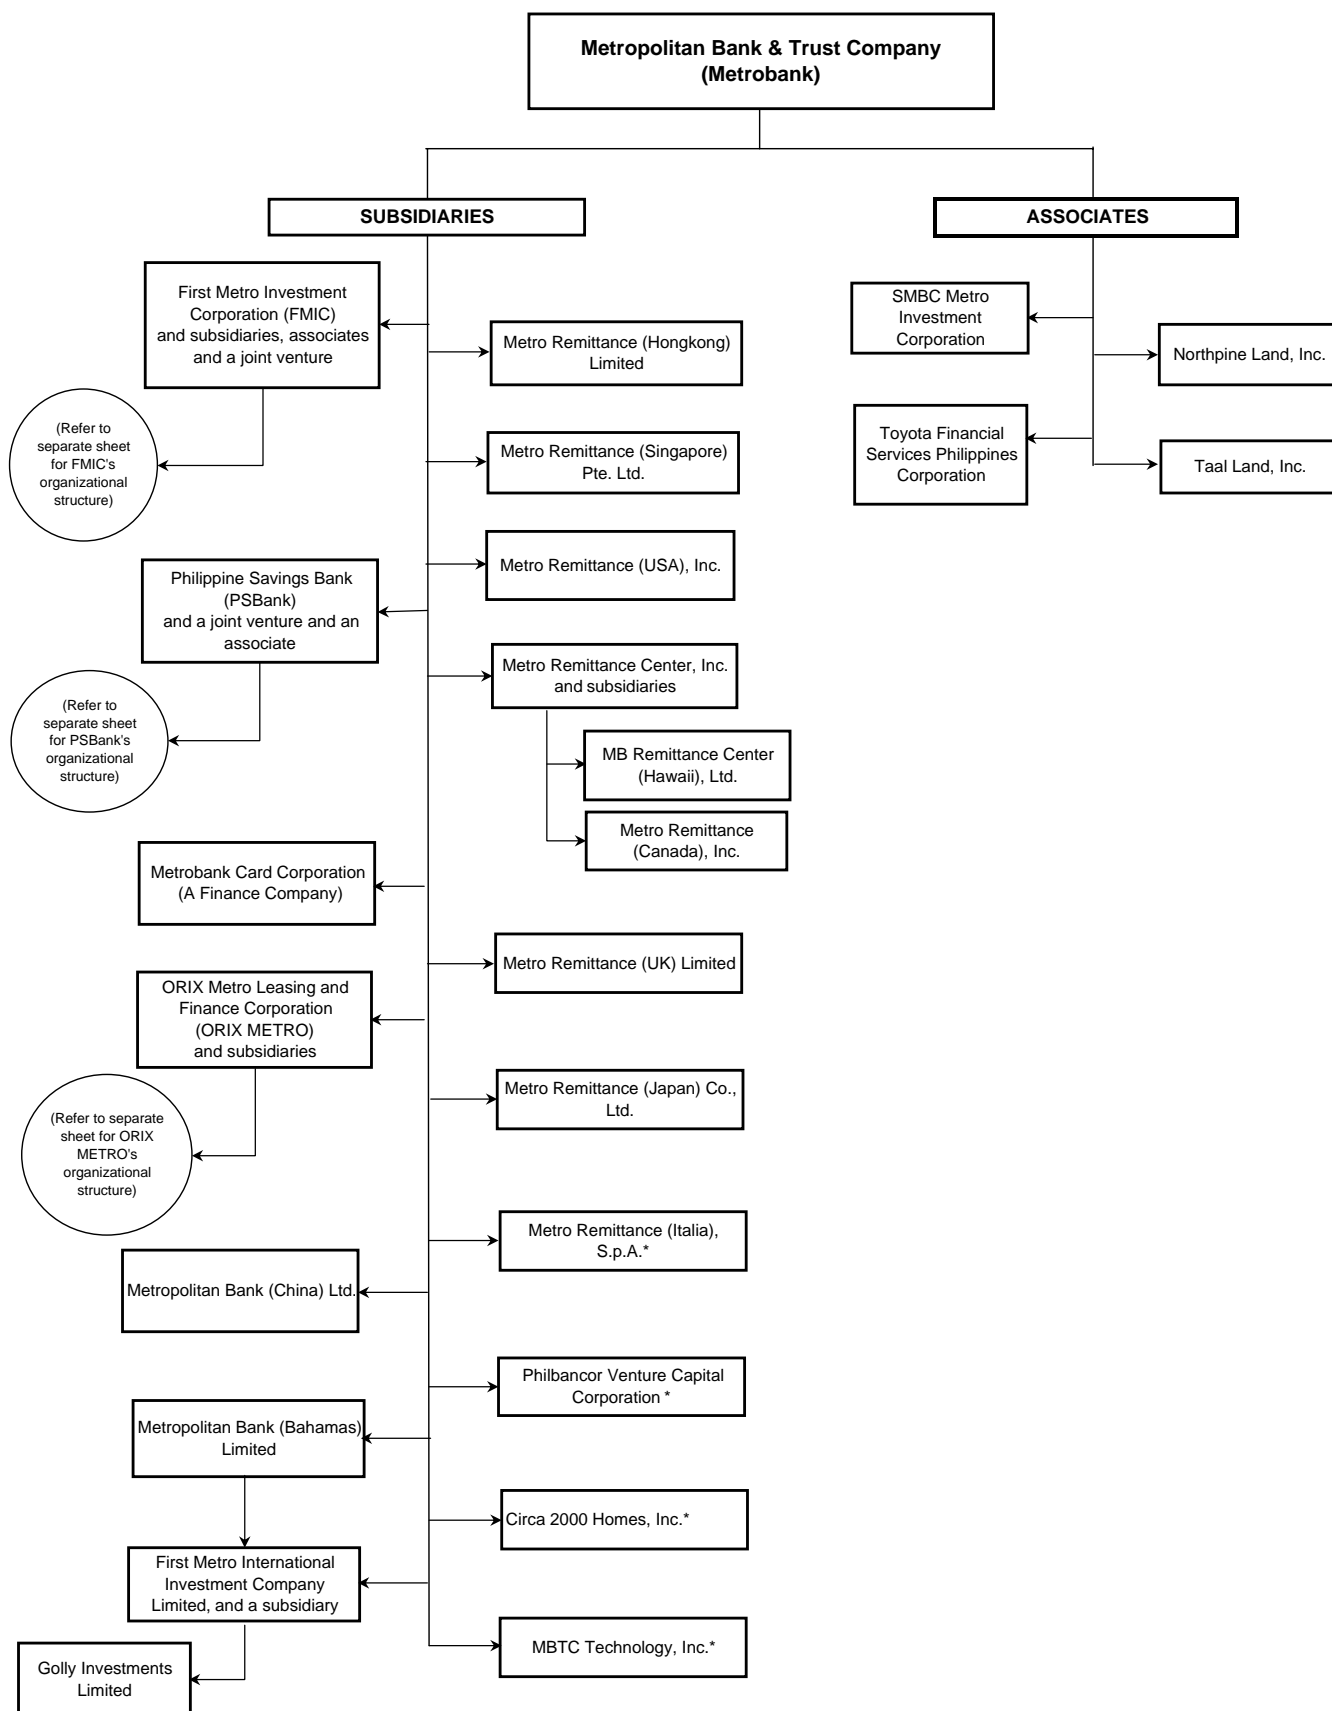 Metropolitan Bank & Trust Company
(Metrobank)
SUBSIDIARIES
ASSOCIATES
First Metro Investment
Corporation (FMIC)
and subsidiaries, associates
and a joint venture
(Refer to
separate sheet
for FMIC's
organizational
structure)
Philippine Savings Bank
(PSBank)
and a joint venture and an
associate
(Refer to
separate sheet
for PSBank's
organizational
structure)
Metrobank Card Corporation
(A Finance Company)
ORIX Metro Leasing and
Finance Corporation
(ORIX METRO)
and subsidiaries
(Refer to separate
sheet for ORIX
METRO's
organizational
structure)
Metropolitan Bank (China) Ltd.
Metropolitan Bank (Bahamas)
Limited
First Metro International
Investment Company
Limited, and a subsidiary
Golly Investments
Limited
Metro Remittance (Hongkong)
Limited
Metro Remittance (Singapore)
Pte. Ltd.
Metro Remittance (USA), Inc.
Metro Remittance Center, Inc.
and subsidiaries
MB Remittance Center
(Hawaii), Ltd.
Metro Remittance
(Canada), Inc.
Metro Remittance (UK) Limited
Metro Remittance (Japan) Co.,
Ltd.
Metro Remittance (Italia),
S.p.A.*
Philbancor Venture Capital
Corporation *
Circa 2000 Homes, Inc.*
MBTC Technology, Inc.*
SMBC Metro
Investment
Corporation
Northpine Land, Inc.
Toyota Financial
Services Philippines
Corporation
Taal Land, Inc.